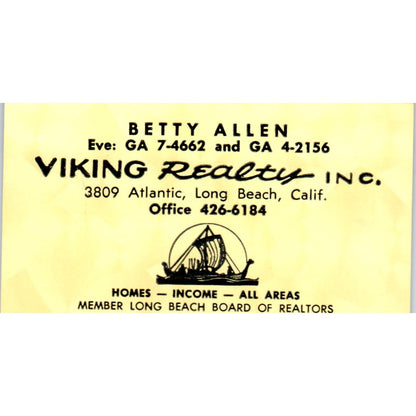 BETTY ALLEN
Eve: GA 7-4662 and GA 4-2156
VIKING Realty INC.
3809 Atlantic, Long Beach, Calif.
Office 426-6184
HOMES — INCOME — ALL AREAS
MEMBER LONG BEACH BOARD OF REALTORS